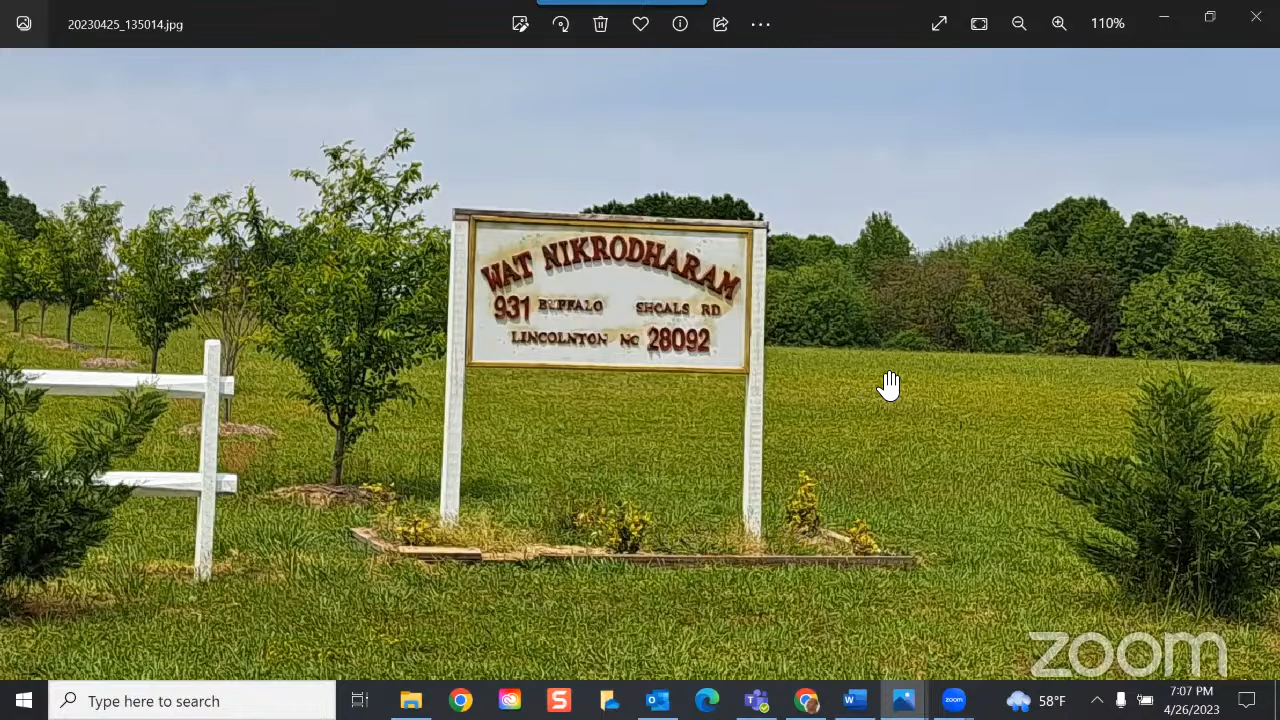 20230425_135014.jpg
110%
WAT NIKRODHARAM
931 BUFFALO SHOALS RD
LINCOLNTON NC 28092
zoom
Type here to search
zoom
58°F
7:07 PM
4/26/2023